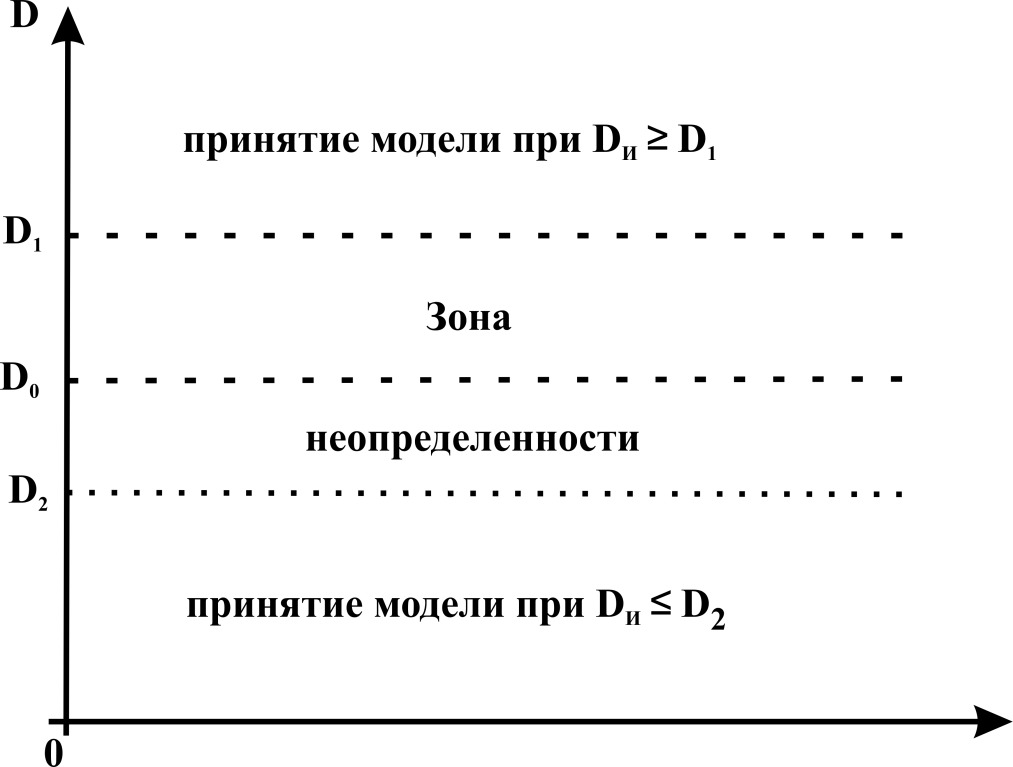 D
принятие модели при Dи ≥ D₁
D₁
Зона
D₀
неопределенности
D₂
принятие модели при Dи ≤ D₂
0